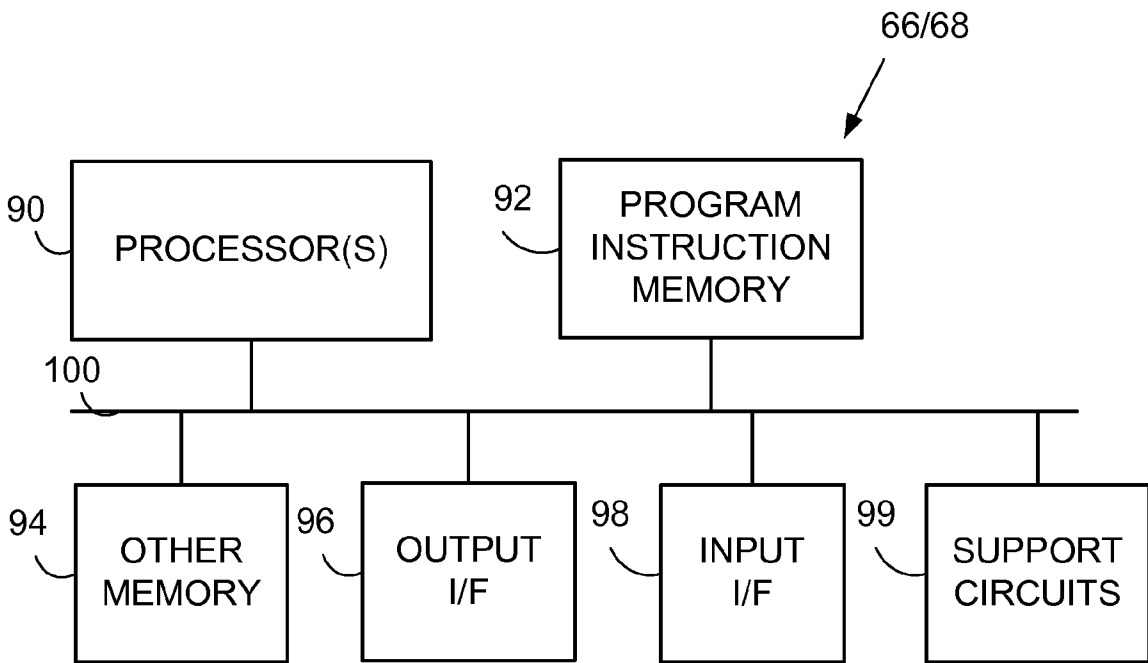 66/68
90
PROCESSOR(S)
92
PROGRAM
INSTRUCTION
MEMORY
100
94
OTHER
MEMORY
96
OUTPUT
I/F
98
INPUT
I/F
99
SUPPORT
CIRCUITS